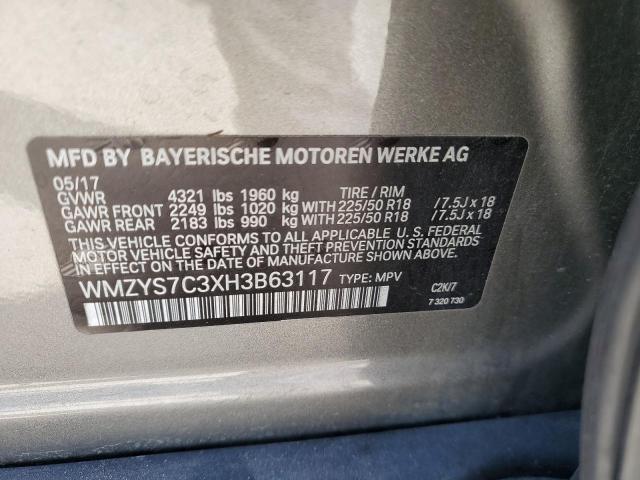 MFD BY BAYERISCHE MOTOREN WERKE AG
05/17
GVWR 4321 lbs 1960 kg TIRE / RIM
GAWR FRONT 2249 lbs 1020 kg 225/50 R18 /7.5J x 18
GAWR REAR 2183 lbs 990 kg 225/50 R18 /7.5J x 18
THIS VEHICLE CONFORMS TO ALL APPLICABLE U. S. FEDERAL
MOTOR VEHICLE SAFETY, AND THEFT PREVENTION
STANDARDS IN EFFECT ON THE DATE OF MANUFACTURE
SHOWN ABOVE.
WMZYS7C3XH3B63117 TYPE: MPV
C2K/7
7 320 730